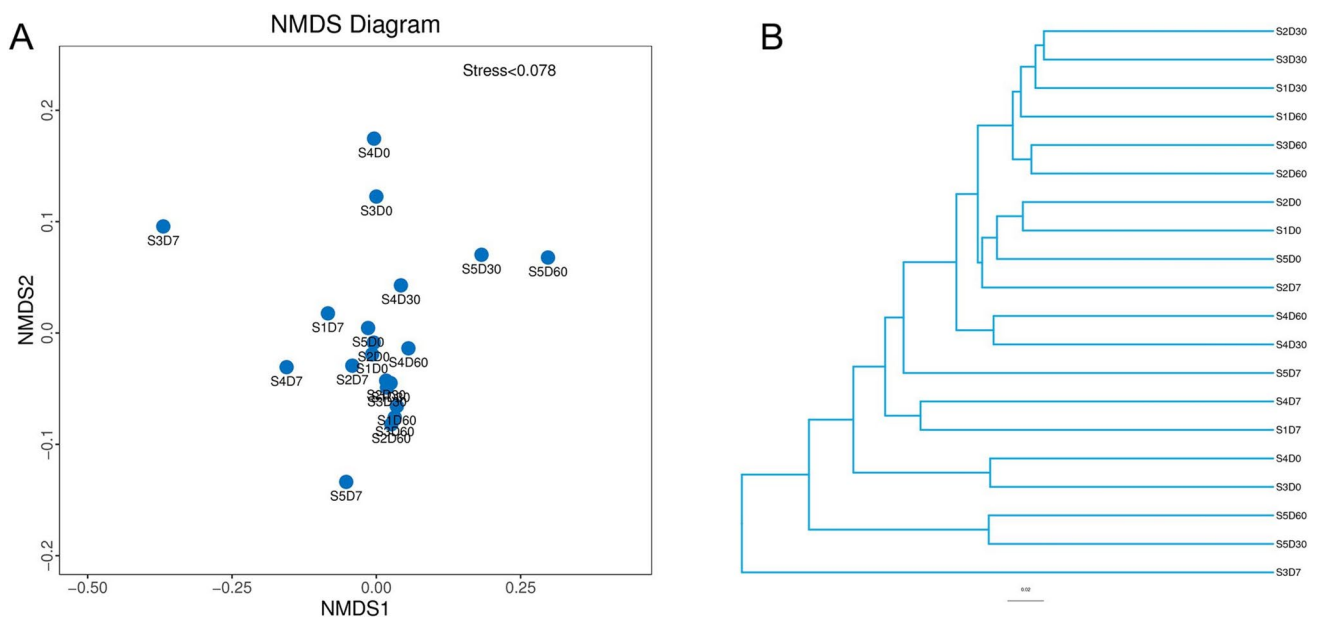 A
NMDS Diagram
Stress<0.078
NMDS2
0.2
0.1
0.0
−0.1
−0.2
S4D0
S3D0
S3D7
S5D30
S5D60
S4D30
S1D7
S5D0
S2D0
S4D60
S1D0
S4D7
S2D7
S3D30
S1D60
S3D60
S2D60
S5D7
−0.50
−0.25
0.00
0.25
NMDS1
B
S2D30
S3D30
S1D30
S1D60
S3D60
S2D60
S2D0
S1D0
S5D0
S2D7
S4D60
S4D30
S5D7
S4D7
S1D7
S4D0
S3D0
S5D60
S5D30
S3D7
0.02